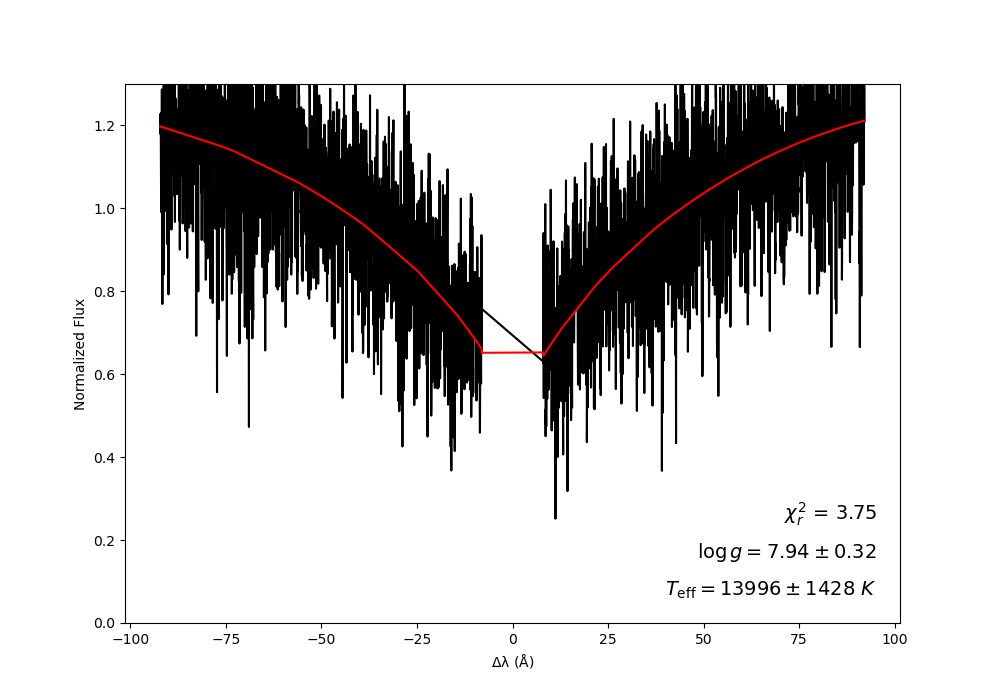 Normalized Flux
1.2
1.0
0.8
0.6
0.4
0.2
0.0
χ²ᵣ = 3.75
log g = 7.94 ± 0.32
T_eff = 13996 ± 1428 K
−100 −75 −50 −25 0 25 50 75 100
Δλ (Å)